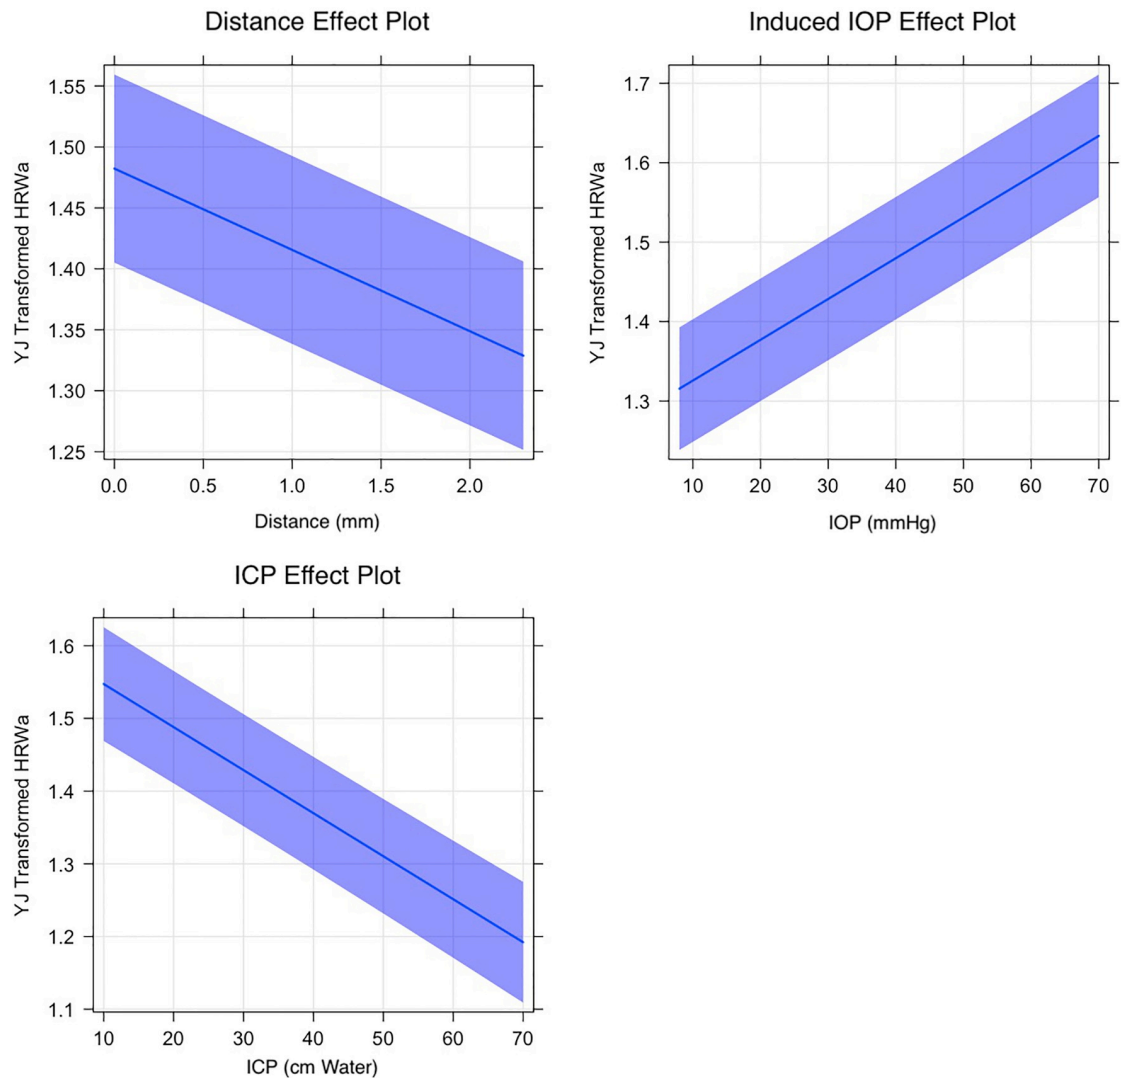 Distance Effect Plot
YJ Transformed HRWa
1.55
1.50
1.45
1.40
1.35
1.30
1.25
0.0 0.5 1.0 1.5 2.0
Distance (mm)
Induced IOP Effect Plot
YJ Transformed HRWa
1.7
1.6
1.5
1.4
1.3
10 20 30 40 50 60 70
IOP (mmHg)
ICP Effect Plot
YJ Transformed HRWa
1.6
1.5
1.4
1.3
1.2
1.1
10 20 30 40 50 60 70
ICP (cm Water)